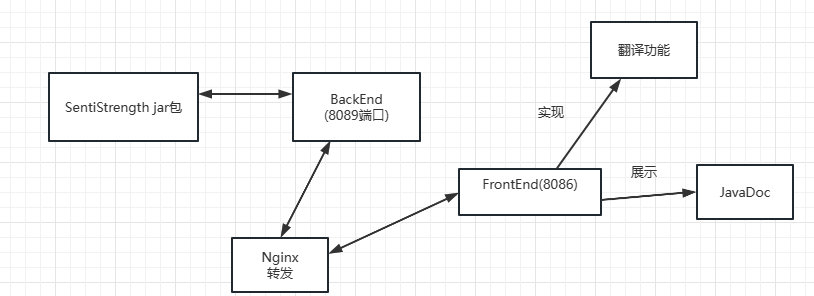 翻译功能
SentiStrength jar包
BackEnd
(8089端口)
实现
展示
FrontEnd(8086)
JavaDoc
Nginx
转发